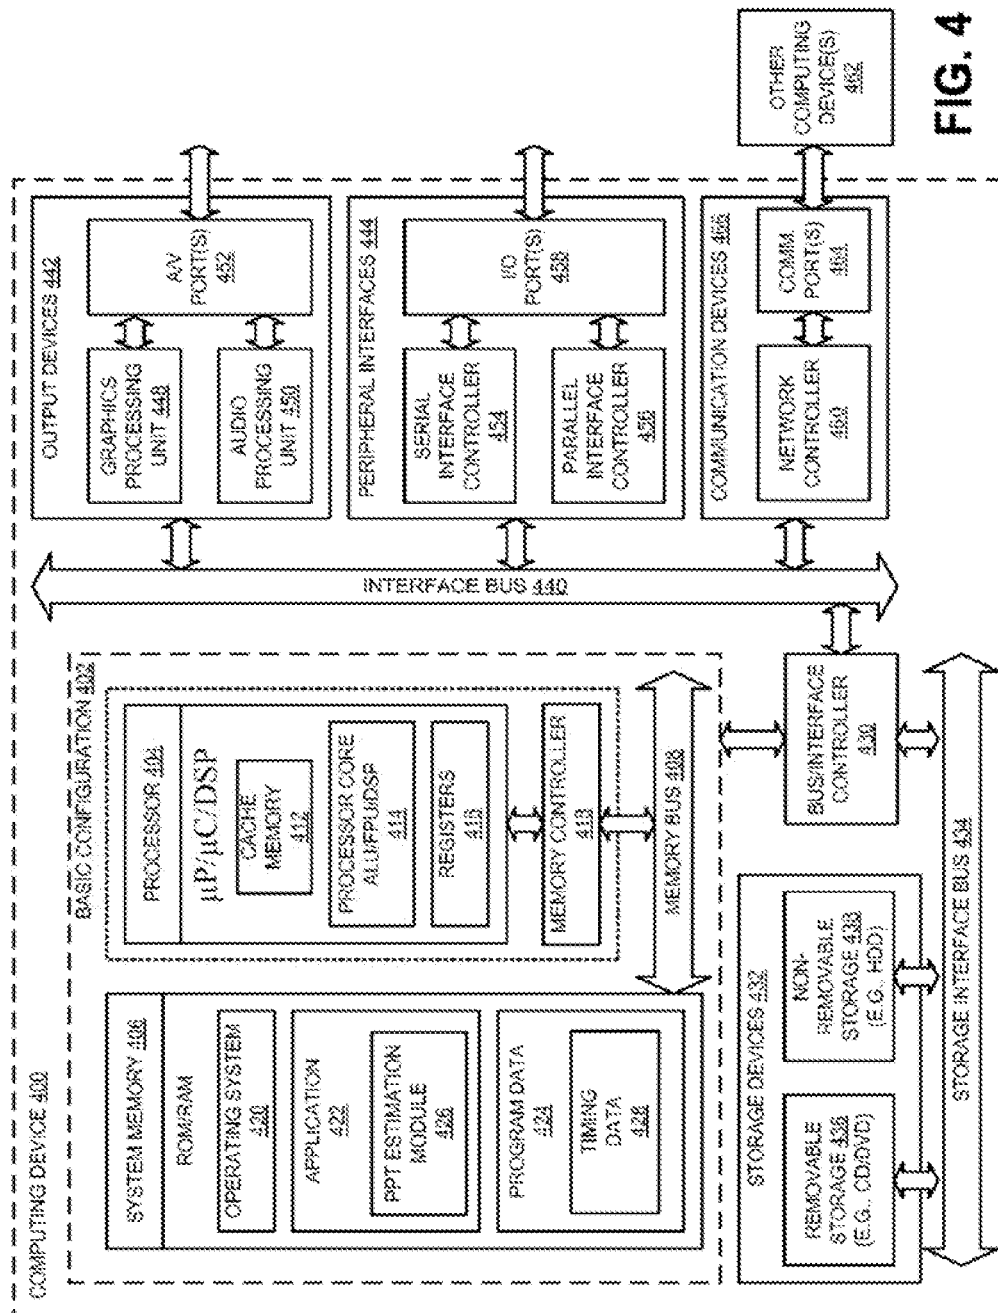 COMPUTING DEVICE 400
BASIC CONFIGURATION 402
SYSTEM MEMORY 406
ROM/RAM
OPERATING SYSTEM
420
APPLICATION
422
PPT ESTIMATION
MODULE
426
PROGRAM DATA
424
TIMING
DATA
428
PROCESSOR 404
µP/µC/DSP
CACHE
MEMORY
412
PROCESSOR CORE
ALU/FPU/DSP
414
REGISTERS
416
MEMORY CONTROLLER
418
MEMORY BUS 408
STORAGE DEVICES 432
REMOVABLE
STORAGE 436
(E.G., CD/DVD)
NON-
REMOVABLE
STORAGE 438
(E.G., HDD)
STORAGE INTERFACE BUS 434
BUS/INTERFACE
CONTROLLER
430
INTERFACE BUS 440
OUTPUT DEVICES 442
GRAPHICS
PROCESSING
UNIT 448
AUDIO
PROCESSING
UNIT 450
A/V
PORT(S)
452
PERIPHERAL INTERFACES 444
SERIAL
INTERFACE
CONTROLLER
454
PARALLEL
INTERFACE
CONTROLLER
456
I/O
PORT(S)
458
COMMUNICATION DEVICES 466
NETWORK
CONTROLLER
460
COMM
PORT(S)
464
OTHER
COMPUTING
DEVICE(S)
462
FIG. 4